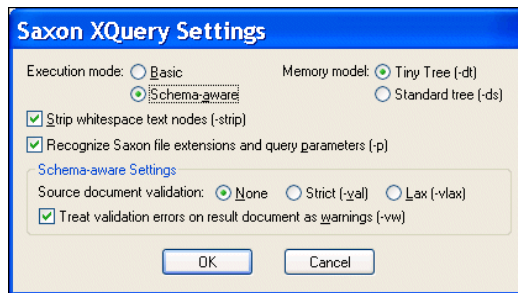 Saxon XQuery Settings
Execution mode: Basic Memory model: Tiny Tree (-dt)
Schema-aware Standard tree (-ds)
Strip whitespace text nodes (-strip)
Recognize Saxon file extensions and query parameters (-p)
Schema-aware Settings
Source document validation: None Strict (-val) Lax (-vlax)
Treat validation errors on result document as warnings (-vw)
OK Cancel